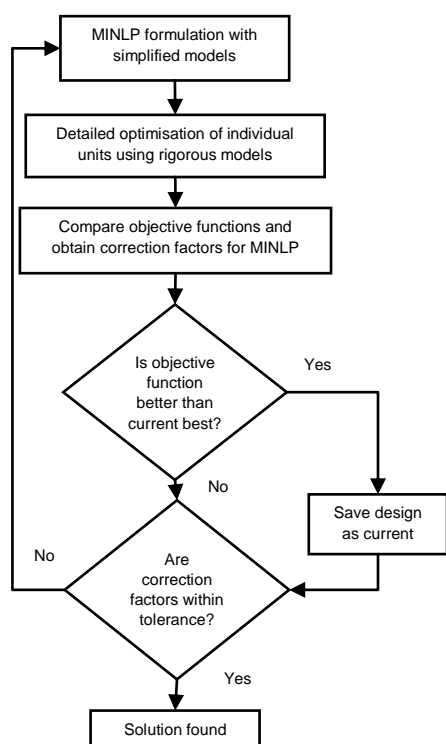 MINLP formulation with
simplified models
Detailed optimisation of individual
units using rigorous models
Compare objective functions and
obtain correction factors for MINLP
Is objective
function
better than
current best?
Yes
No
Save design
as current
Are
correction
factors within
tolerance?
No
Yes
Solution found